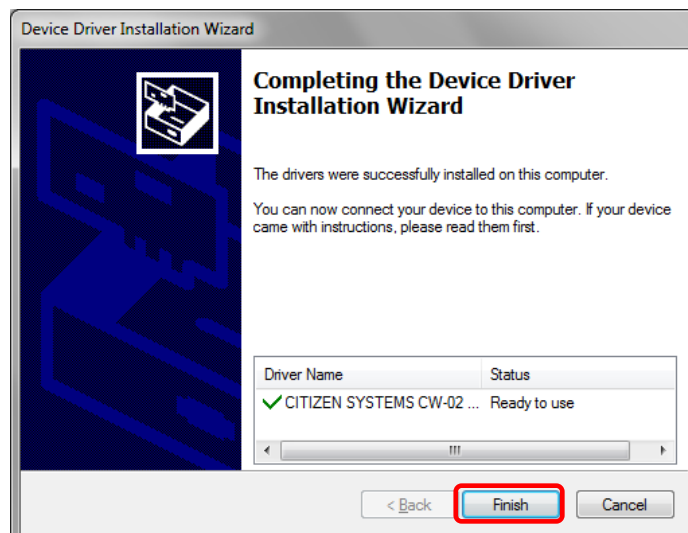 Device Driver Installation Wizard
Completing the Device Driver
Installation Wizard
The drivers were successfully installed on this computer.
You can now connect your device to this computer. If your device
came with instructions, please read them first.
Driver Name Status
CITIZEN SYSTEMS CW-02 ... Ready to use
< Back Finish Cancel